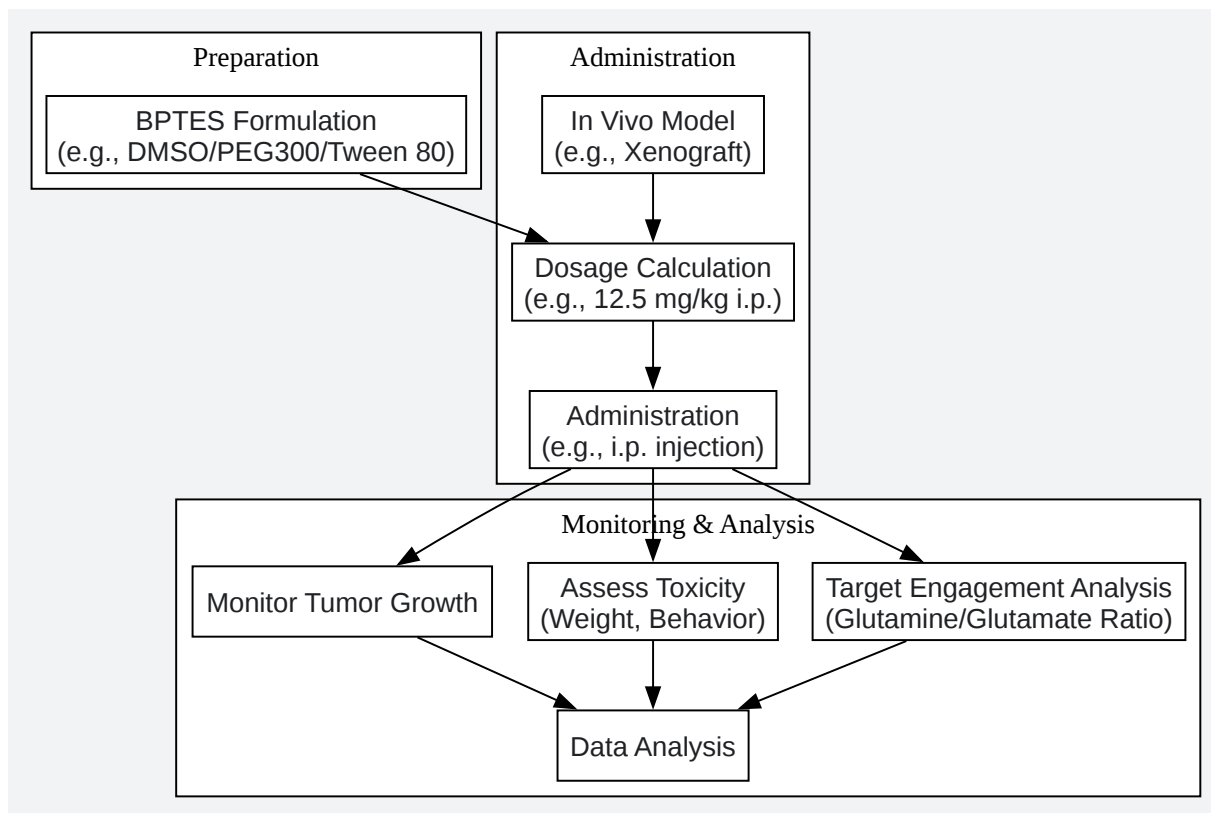 Preparation
BPTES Formulation
(e.g., DMSO/PEG300/Tween 80)
Administration
In Vivo Model
(e.g., Xenograft)
Dosage Calculation
(e.g., 12.5 mg/kg i.p.)
Administration
(e.g., i.p. injection)
Monitoring & Analysis
Monitor Tumor Growth
Assess Toxicity
(Weight, Behavior)
Target Engagement Analysis
(Glutamine/Glutamate Ratio)
Data Analysis